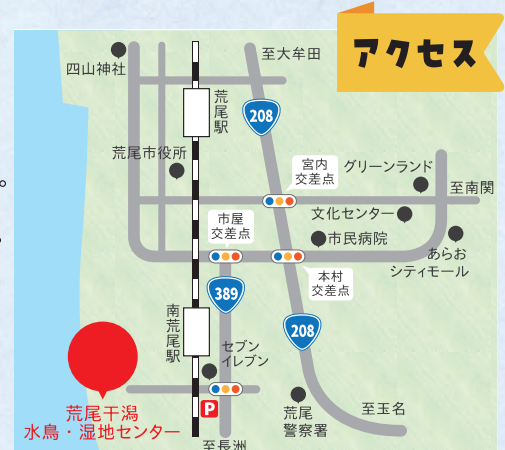 アクセス
四山神社
至大牟田
荒尾駅
208
荒尾市役所
宮内
交差点
グリーンランド
至南関
文化センター
市屋
交差点
市民病院
あらお
シティモール
本村
交差点
389
208
南荒尾駅
セブン
イレブン
P
荒尾干潟
水鳥・湿地センター
荒尾
警察署
至玉名
至長洲
。